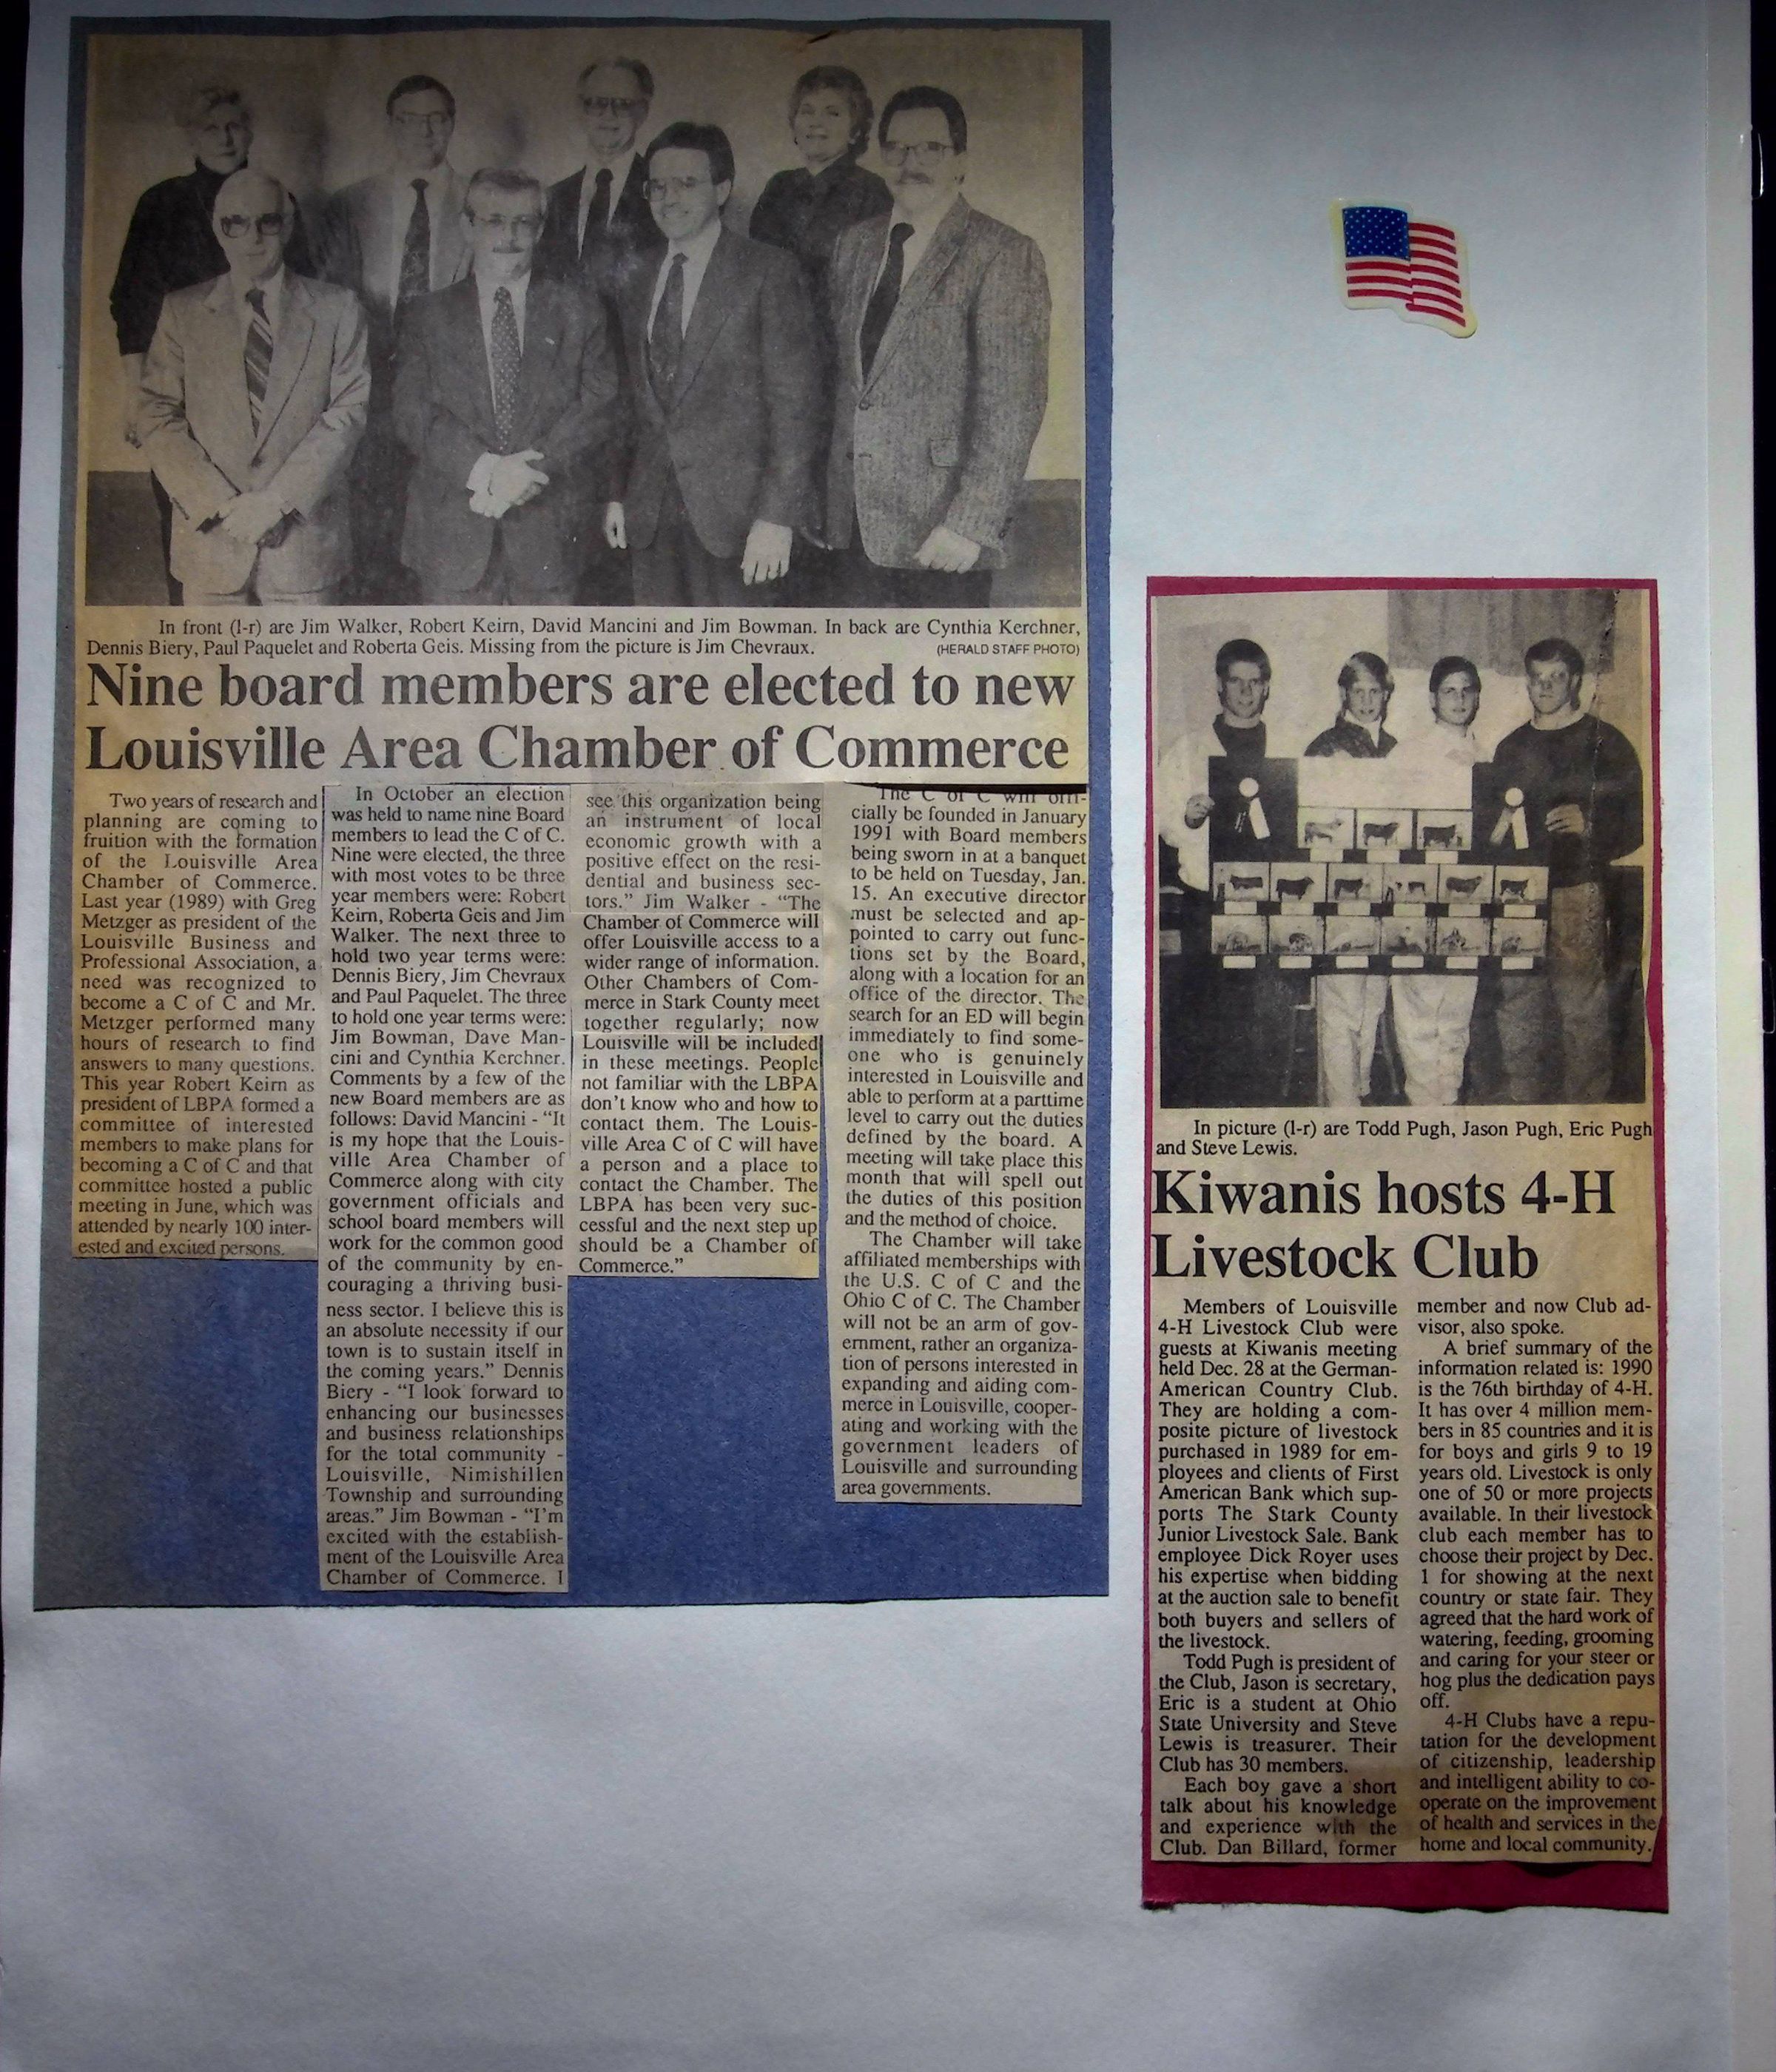 In front (l-r) are Jim Walker, Robert Keirn, David Mancini and Jim Bowman. In back are Cynthia Kerchner,
Dennis Biery, Paul Paquelet and Roberta Geis. Missing from the picture is Jim Chevraux. (HERALD STAFF PHOTO)
Nine board members are elected to new
Louisville Area Chamber of Commerce
Two years of research and
planning are coming to
fruition with the formation
of the Louisville Area
Chamber of Commerce.
Last year (1989) with Greg
Metzger as president of the
Louisville Business and
Professional Association, a
need was recognized to
become a C of C and Mr.
Metzger performed many
hours of research to find
answers to many questions.
This year Robert Keirn as
president of LBPA formed a
committee of interested
members to make plans for
becoming a C of C and that
committee hosted a public
meeting in June, which was
attended by nearly 100 inter-
ested and excited persons.
In October an election
was held to name nine Board
members to lead the C of C.
Nine were elected, the three
with most votes to be three
year members were: Robert
Keirn, Roberta Geis and Jim
Walker. The next three to
hold two year terms were:
Dennis Biery, Jim Chevraux
and Paul Paquelet. The three
to hold one year terms were:
Jim Bowman, Dave Man-
cini and Cynthia Kerchner.
Comments by a few of the
new Board members are as
follows: David Mancini - “It
is my hope that the Louis-
ville Area Chamber of
Commerce along with city
government officials and
school board members will
work for the common good
of the community by en-
couraging a thriving busi-
ness sector. I believe this is
an absolute necessity if our
town is to sustain itself in
the coming years.” Dennis
Biery - “I look forward to
enhancing our businesses
and business relationships
for the total community -
Louisville, Nimishillen
Township and surrounding
areas.” Jim Bowman - “I'm
excited with the establish-
ment of the Louisville Area
Chamber of Commerce. I
see this organization being
an instrument of local
economic growth with a
positive effect on the resi-
dential and business sec-
tors.” Jim Walker - “The
Chamber of Commerce will
offer Louisville access to a
wider range of information.
Other Chambers of Com-
merce in Stark County meet
together regularly; now
Louisville will be included
in these meetings. People
not familiar with the LBPA
don't know who and how to
contact them. The Louis-
ville Area C of C will have
a person and a place to
contact the Chamber. The
LBPA has been very suc-
cessful and the next step up
should be a Chamber of
Commerce.”
The C of C will offi-
cially be founded in January
1991 with Board members
being sworn in at a banquet
to be held on Tuesday, Jan.
15. An executive director
must be selected and ap-
pointed to carry out func-
tions set by the Board,
along with a location for an
office of the director. The
search for an ED will begin
immediately to find some-
one who is genuinely
interested in Louisville and
able to perform at a parttime
level to carry out the duties
defined by the board. A
meeting will take place this
month that will spell out
the duties of this position
and the method of choice.
The Chamber will take
affiliated memberships with
the U.S. C of C and the
Ohio C of C. The Chamber
will not be an arm of gov-
ernment, rather an organiza-
tion of persons interested in
expanding and aiding com-
merce in Louisville, cooper-
ating and working with the
government leaders of
Louisville and surrounding
area governments.
In picture (l-r) are Todd Pugh, Jason Pugh, Eric Pugh
and Steve Lewis.
Kiwanis hosts 4-H
Livestock Club
Members of Louisville
4-H Livestock Club were
guests at Kiwanis meeting
held Dec. 28 at the German-
American Country Club.
They are holding a com-
posite picture of livestock
purchased in 1989 for em-
ployees and clients of First
American Bank which sup-
ports The Stark County
Junior Livestock Sale. Bank
employee Dick Royer uses
his expertise when bidding
at the auction sale to benefit
both buyers and sellers of
the livestock.
Todd Pugh is president of
the Club, Jason is secretary,
Eric is a student at Ohio
State University and Steve
Lewis is treasurer. Their
Club has 30 members.
Each boy gave a short
talk about his knowledge
and experience with the
Club. Dan Billard, former
member and now Club ad-
visor, also spoke.
A brief summary of the
information related is: 1990
is the 76th birthday of 4-H.
It has over 4 million mem-
bers in 85 countries and it is
for boys and girls 9 to 19
years old. Livestock is only
one of 50 or more projects
available. In their livestock
club each member has to
choose their project by Dec.
1 for showing at the next
country or state fair. They
agreed that the hard work of
watering, feeding, grooming
and caring for your steer or
hog plus the dedication pays
off.
4-H Clubs have a repu-
tation for the development
of citizenship, leadership
and intelligent ability to co-
operate on the improvement
of health and services in the
home and local community.